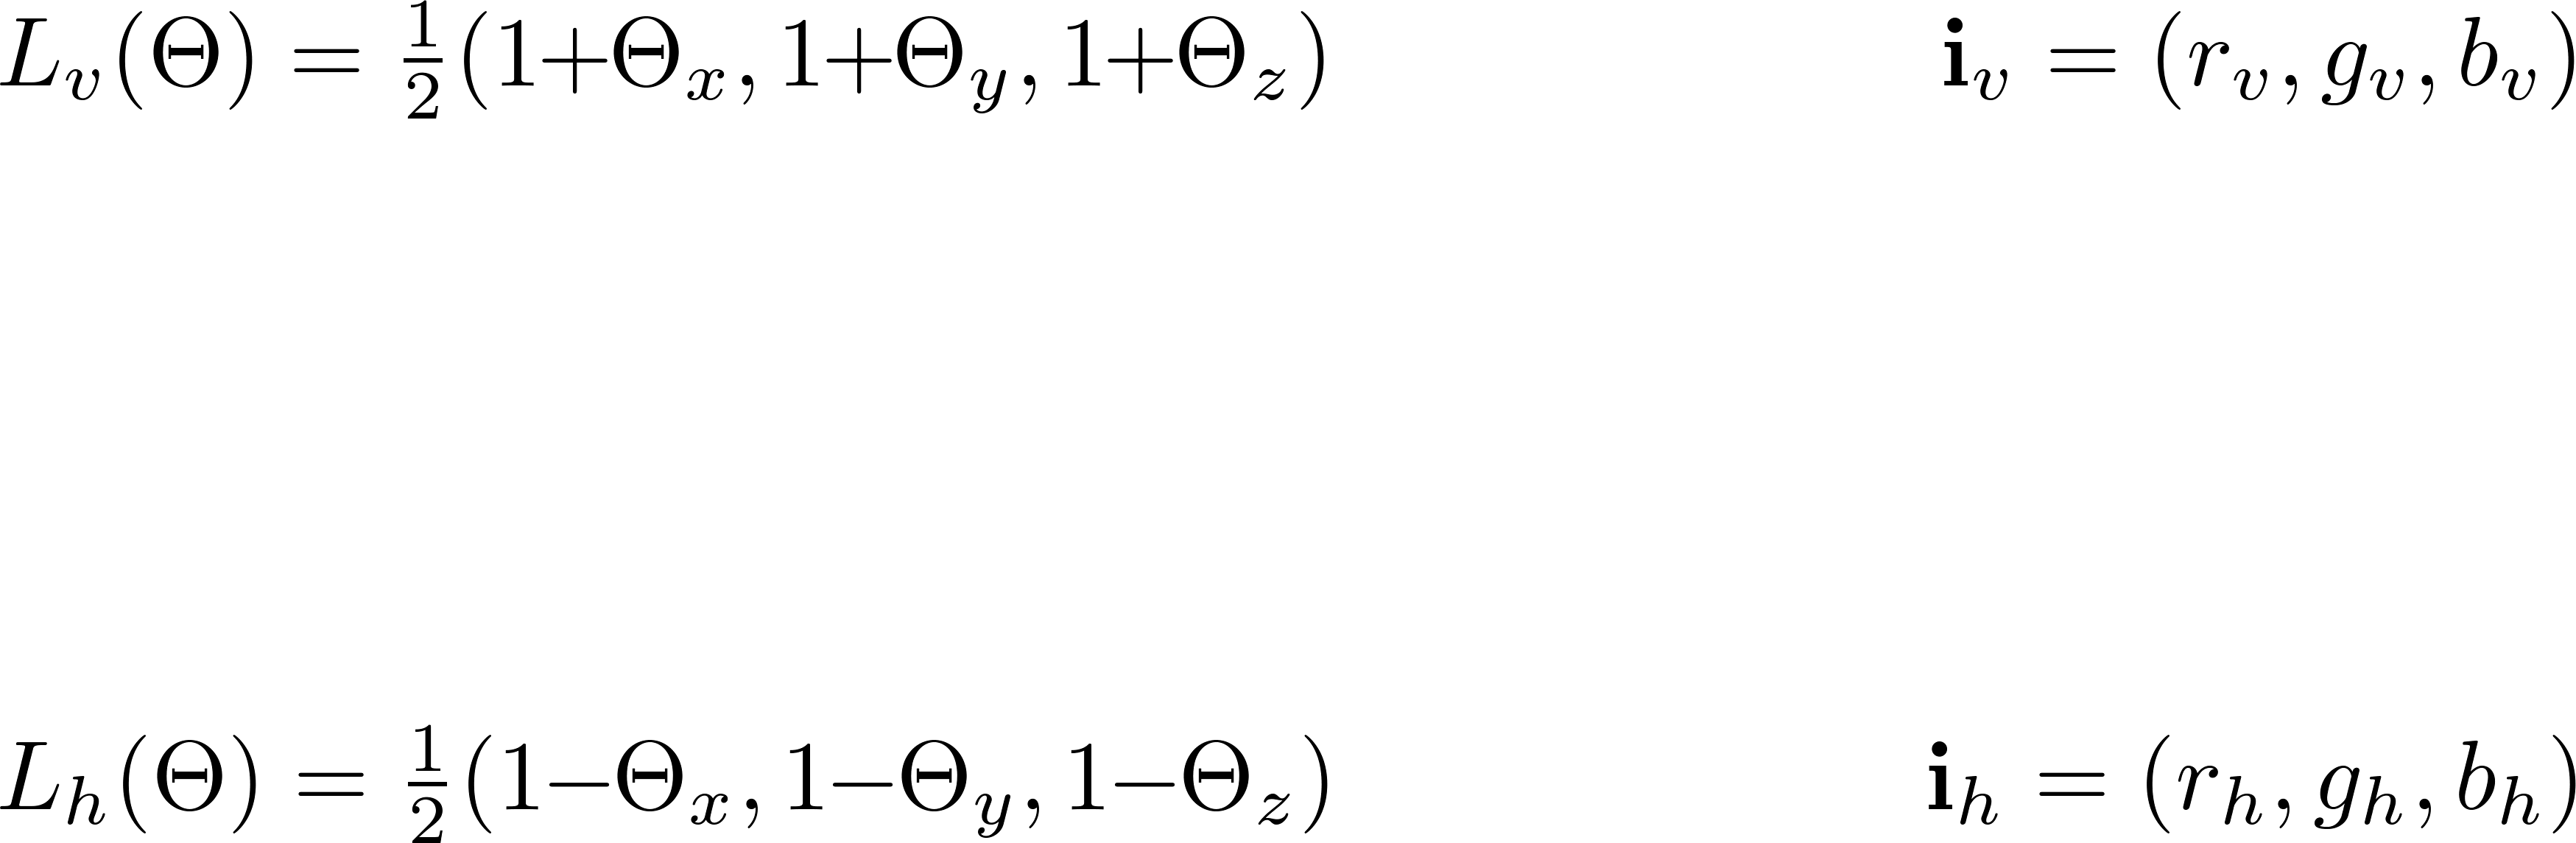 L_v(Θ) = ½(1+Θ_x, 1+Θ_y, 1+Θ_z) 𝐢_v = (r_v, g_v, b_v)
L_h(Θ) = ½(1−Θ_x, 1−Θ_y, 1−Θ_z) 𝐢_h = (r_h, g_h, b_h)